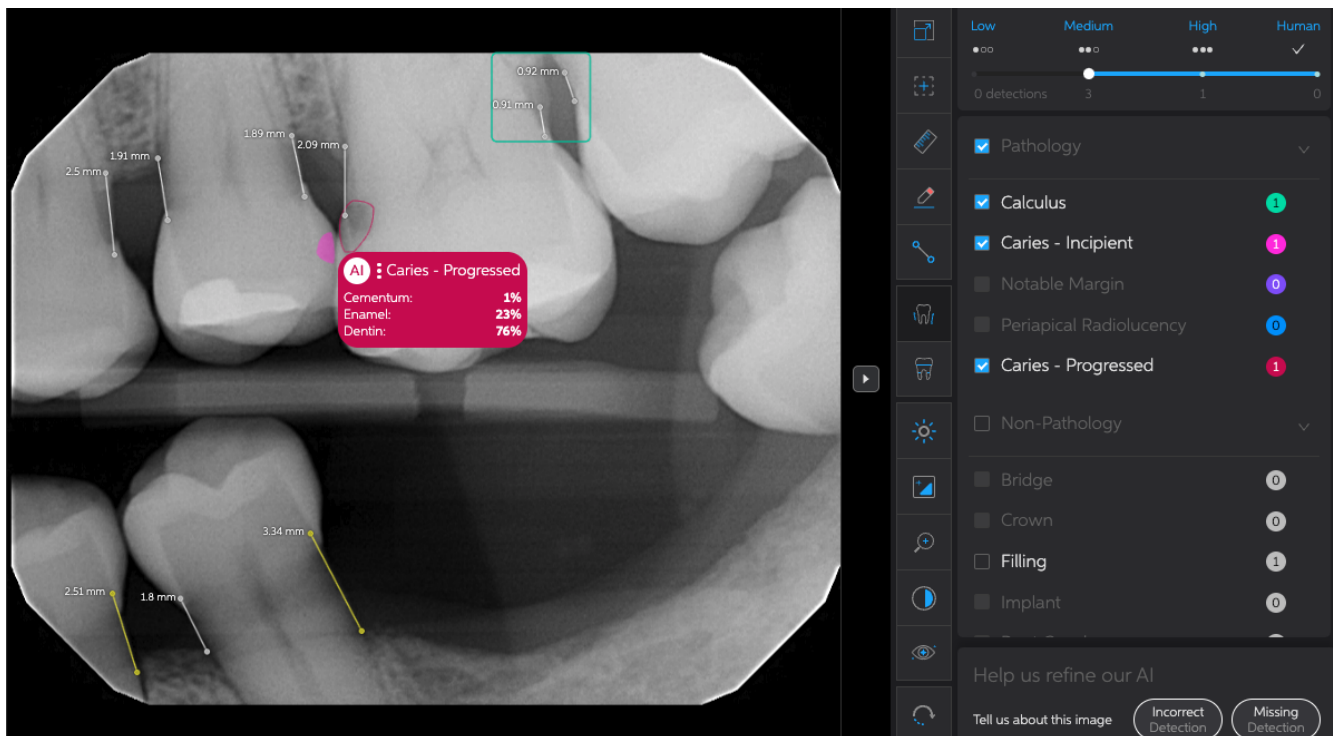 0.92 mm
0.91 mm
1.89 mm
2.09 mm
1.91 mm
2.5 mm
AI Caries - Progressed
Cementum: 1%
Enamel: 23%
Dentin: 76%
3.34 mm
2.51 mm
1.8 mm
Low Medium High Human
0 detections 3 1 0
Pathology
Calculus 1
Caries - Incipient 1
Notable Margin 0
Periapical Radiolucency 0
Caries - Progressed 1
Non-Pathology
Bridge 0
Crown 0
Filling 1
Implant 0
Help us refine our AI
Tell us about this image
Incorrect
Detection
Missing
Detection